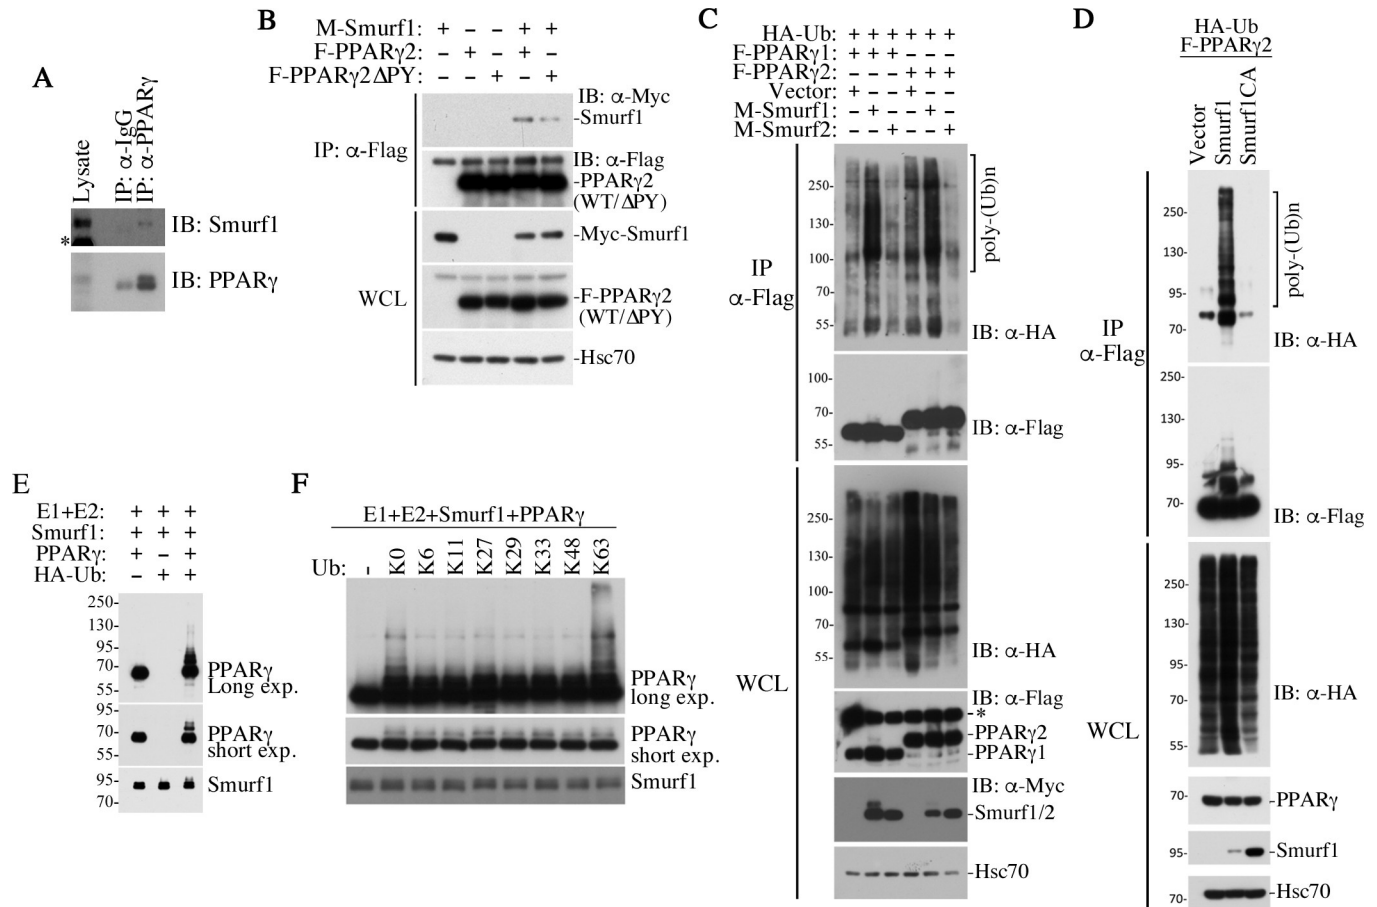 A
Lysate
IP: α-IgG
IP: α-PPARγ
*
IB: Smurf1
IB: PPARγ
B
M-Smurf1: + – – + +
F-PPARγ2: – + – + –
F-PPARγ2ΔPY: – – + – +
IP: α-Flag
IB: α-Myc
-Smurf1
IB: α-Flag
-PPARγ2
(WT/ΔPY)
WCL
-Myc-Smurf1
-F-PPARγ2
(WT/ΔPY)
-Hsc70
C
HA-Ub: + + + + + +
F-PPARγ1: + + + – – –
F-PPARγ2: – – – + + +
Vector: + – – + – –
M-Smurf1: – + – – + –
M-Smurf2: – – + – – +
IP
α-Flag
250-
130-
100-
70-
55-
poly-(Ub)n
IB: α-HA
100-
70-
55-
IB: α-Flag
WCL
250-
130-
100-
70-
55-
IB: α-HA
IB: α-Flag
-*
-PPARγ2
-PPARγ1
IB: α-Myc
-Smurf1/2
-Hsc70
D
HA-Ub
F-PPARγ2
Vector
Smurf1
Smurf1CA
IP
α-Flag
250-
130-
95-
70-
poly-(Ub)n
IB: α-HA
250-
130-
95-
70-
IB: α-Flag
WCL
250-
130-
95-
70-
55-
IB: α-HA
70-
-PPARγ
95-
-Smurf1
70-
-Hsc70
E
E1+E2: + + +
Smurf1: + + +
PPARγ: + – +
HA-Ub: – + +
250-
130-
95-
70-
55-
PPARγ
Long exp.
95-
70-
55-
PPARγ
short exp.
95-
70-
Smurf1
F
E1+E2+Smurf1+PPARγ
Ub: - K0 K6 K11 K27 K29 K33 K48 K63
PPARγ
long exp.
PPARγ
short exp.
Smurf1